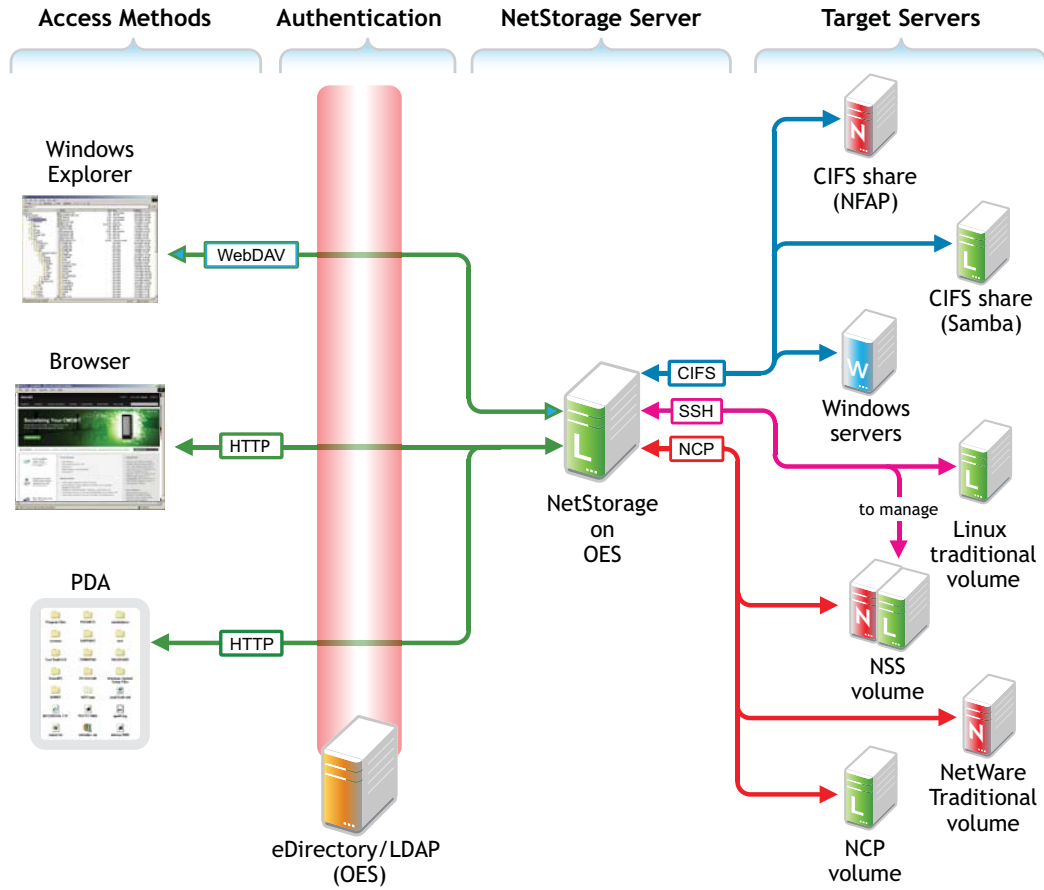 Access Methods
Authentication
NetStorage Server
Target Servers
Windows
Explorer
WebDAV
Browser
HTTP
PDA
HTTP
eDirectory/LDAP
(OES)
L
NetStorage
on
OES
CIFS
SSH
NCP
N
CIFS share
(NFAP)
L
CIFS share
(Samba)
W
Windows
servers
L
Linux
traditional
volume
to manage
N L
NSS
volume
N
NetWare
Traditional
volume
L
NCP
volume